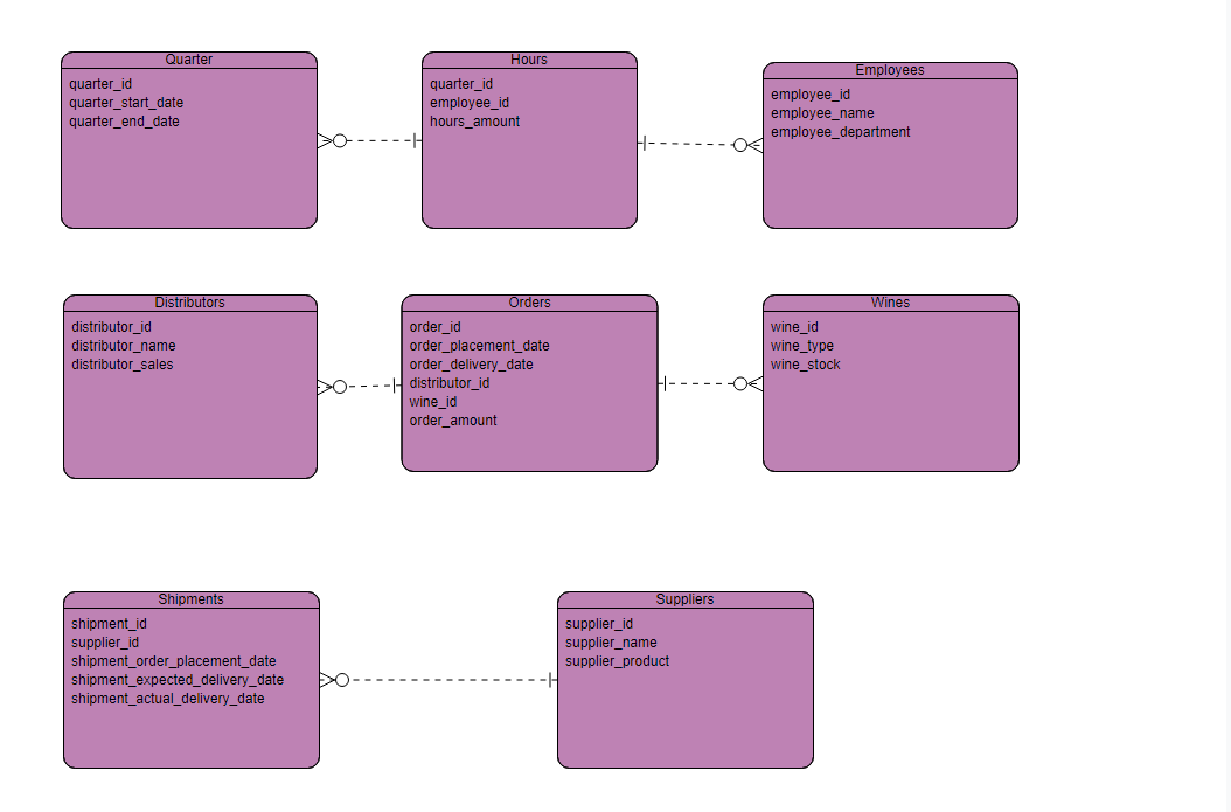 Quarter
quarter_id
quarter_start_date
quarter_end_date
Hours
quarter_id
employee_id
hours_amount
Employees
employee_id
employee_name
employee_department
Distributors
distributor_id
distributor_name
distributor_sales
Orders
order_id
order_placement_date
order_delivery_date
distributor_id
wine_id
order_amount
Wines
wine_id
wine_type
wine_stock
Shipments
shipment_id
supplier_id
shipment_order_placement_date
shipment_expected_delivery_date
shipment_actual_delivery_date
Suppliers
supplier_id
supplier_name
supplier_product